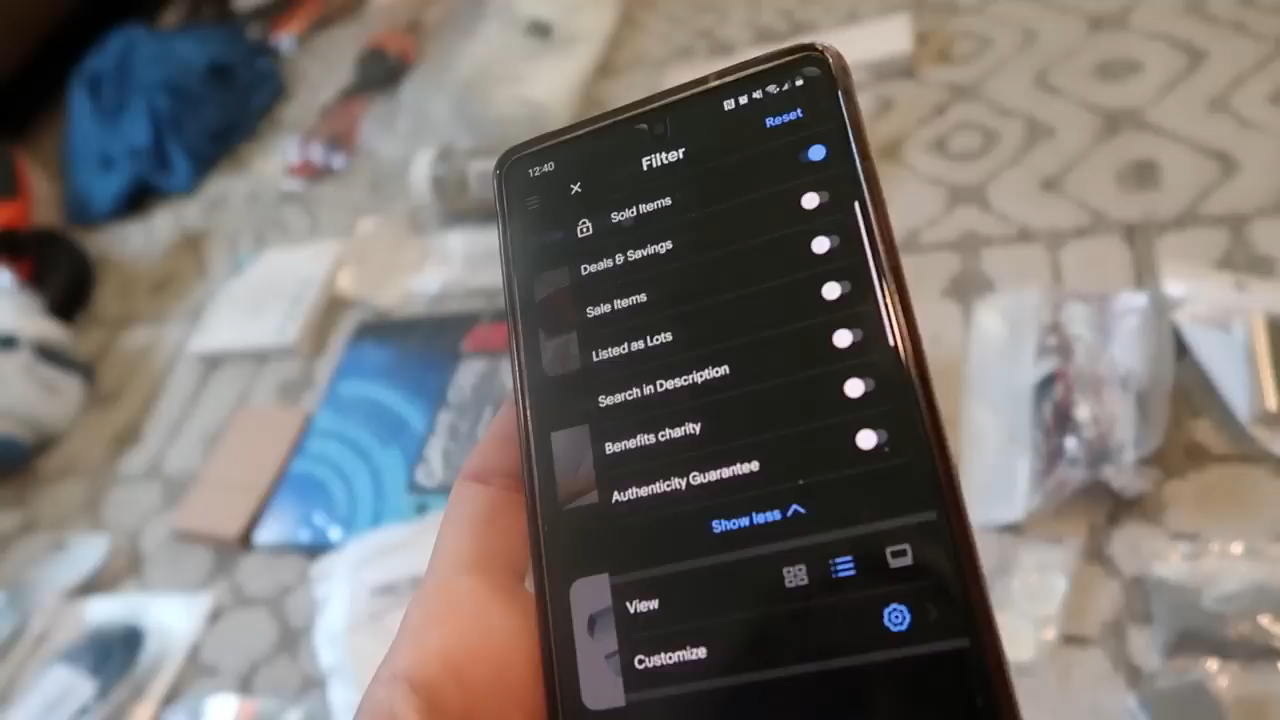 12:40
Reset
Filter
Sold Items
Deals & Savings
Sale Items
Listed as Lots
Search in Description
Benefits charity
Authenticity Guarantee
Show less
View
Customize